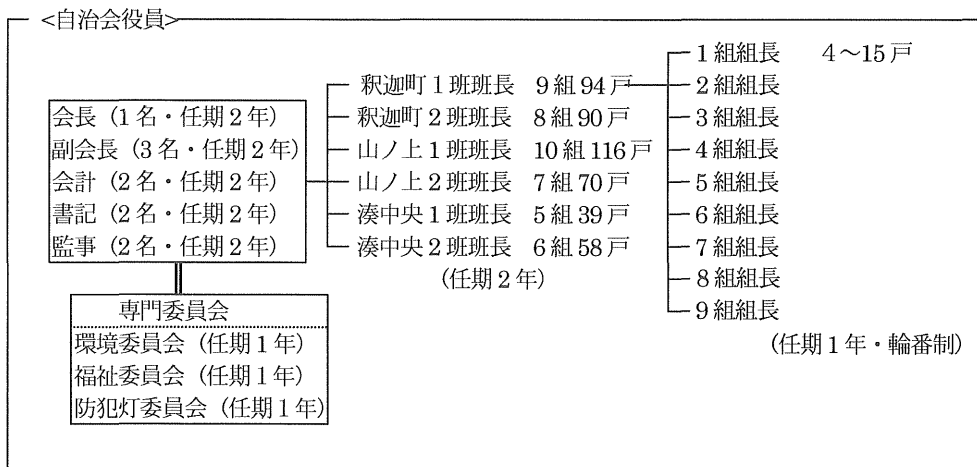 <自治会役員>
会長 (1名・任期2年)
副会長 (3名・任期2年)
会計 (2名・任期2年)
書記 (2名・任期2年)
監事 (2名・任期2年)
専門委員会
環境委員会 (任期1年)
福祉委員会 (任期1年)
防犯灯委員会 (任期1年)
釈迦町1班班長 9組94戸
釈迦町2班班長 8組90戸
山ノ上1班班長 10組116戸
山ノ上2班班長 7組70戸
湊中央1班班長 5組39戸
湊中央2班班長 6組58戸
(任期2年)
1組組長 4~15戸
2組組長
3組組長
4組組長
5組組長
6組組長
7組組長
8組組長
9組組長
(任期1年・輪番制)